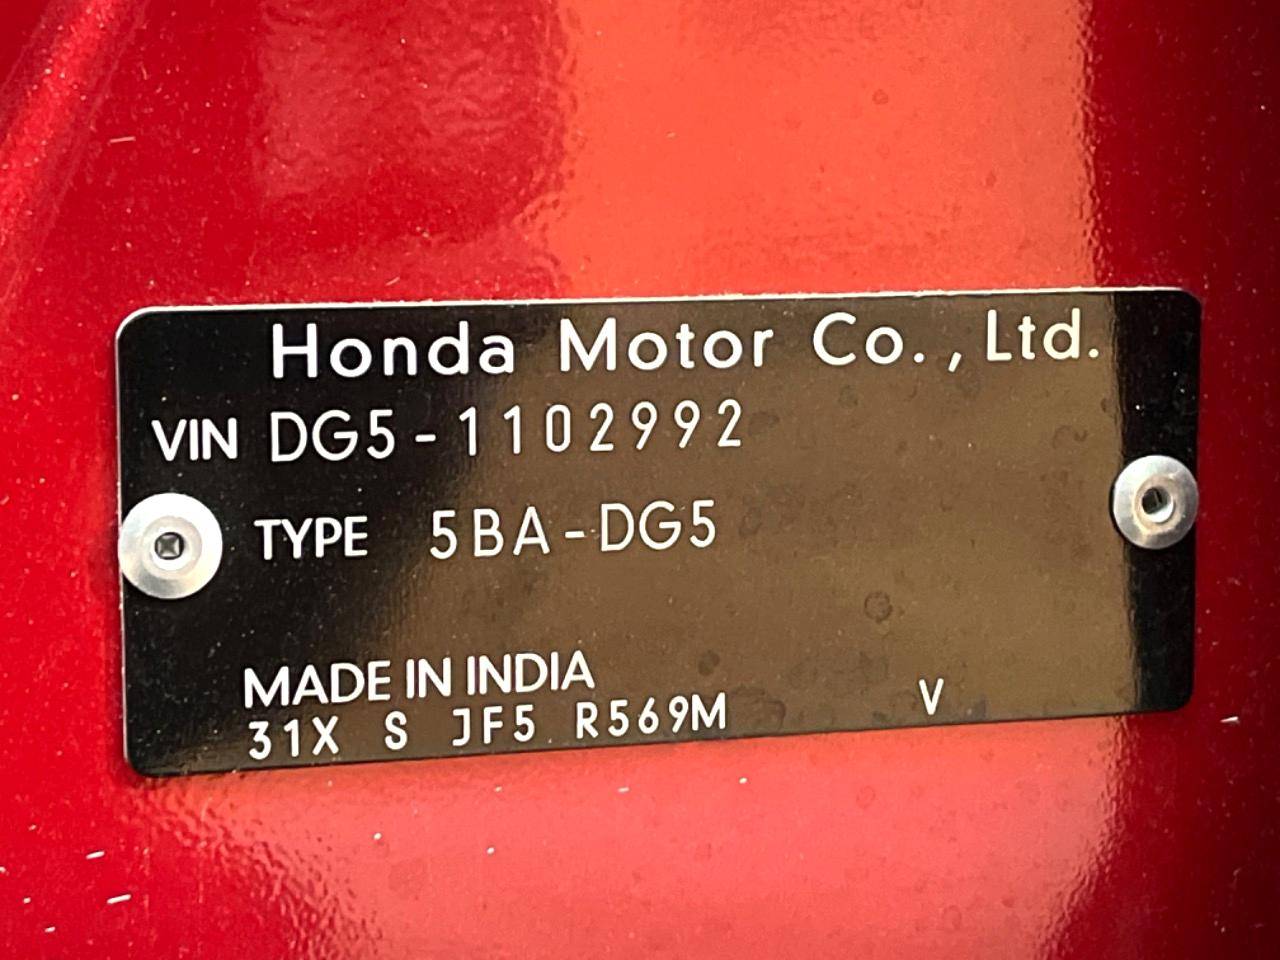 Honda Motor Co., Ltd.
VIN DG5-1102992
TYPE 5BA-DG5
MADE IN INDIA
31X S JF5 R569M V